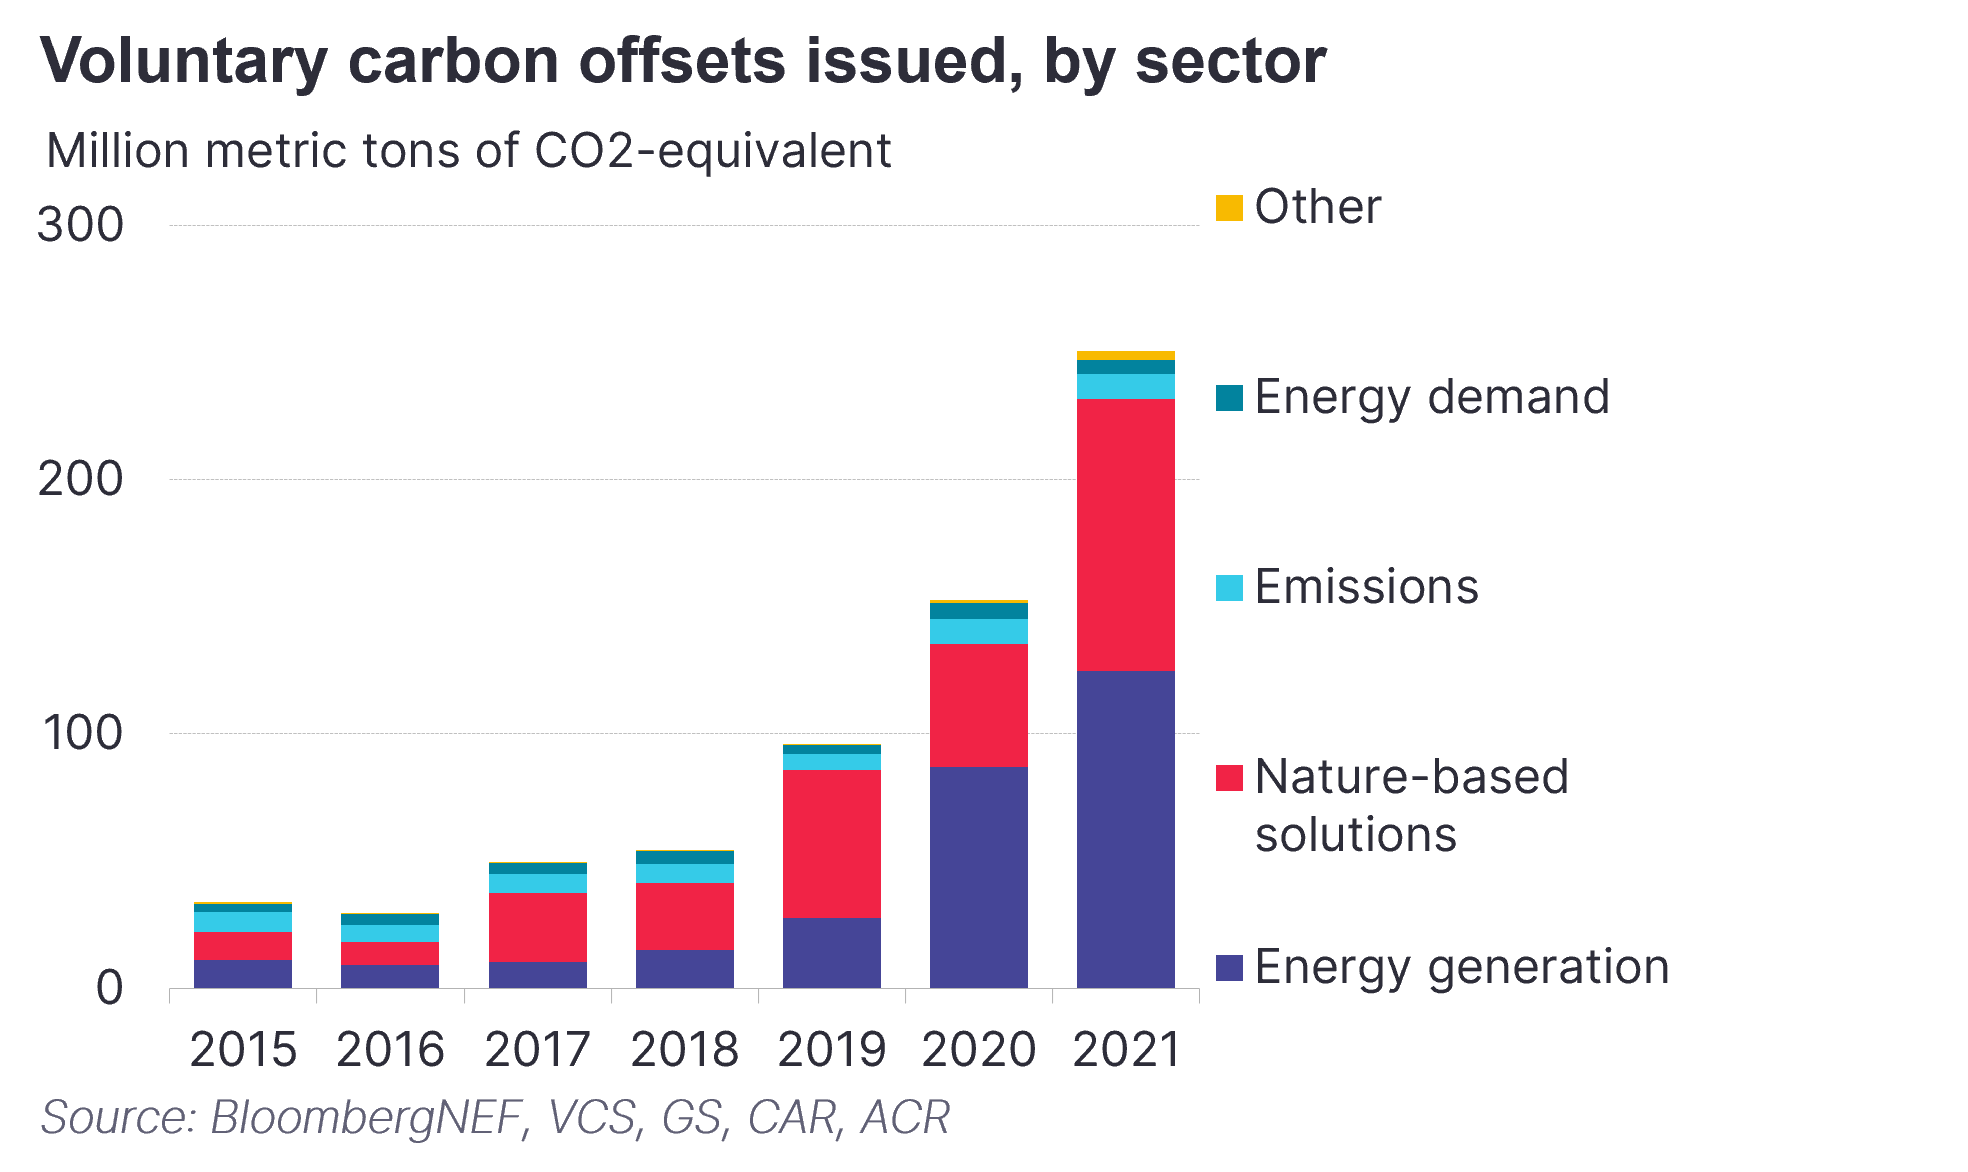 Voluntary carbon offsets issued, by sector
Million metric tons of CO2-equivalent
300
200
100
0
Other
Energy demand
Emissions
Nature-based
solutions
Energy generation
2015 2016 2017 2018 2019 2020 2021
Source: BloombergNEF, VCS, GS, CAR, ACR